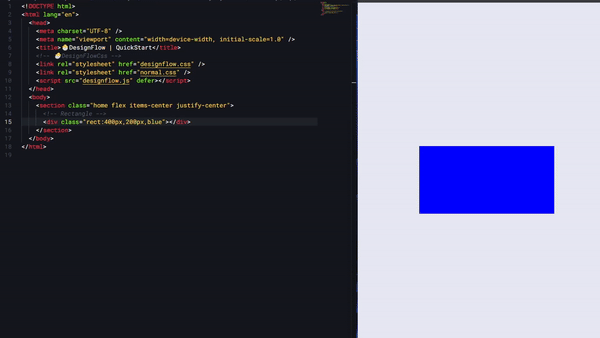 1 <!DOCTYPE html>
2 <html lang="en">
3 <head>
4 <meta charset="UTF-8" />
5 <meta name="viewport" content="width=device-width, initial-scale=1.0" />
6 <title>🥚DesignFlow | QuickStart</title>
7 <!-- 🥚DesignFlowCss -->
8 <link rel="stylesheet" href="designflow.css" />
9 <link rel="stylesheet" href="normal.css" />
10 <script src="designflow.js" defer></script>
11 </head>
12 <body>
13 <section class="home flex items-center justify-center">
14 <!-- Rectangle -->
15 <div class="rect:400px,200px,blue"></div>
16 </section>
17 </body>
18 </html>
19